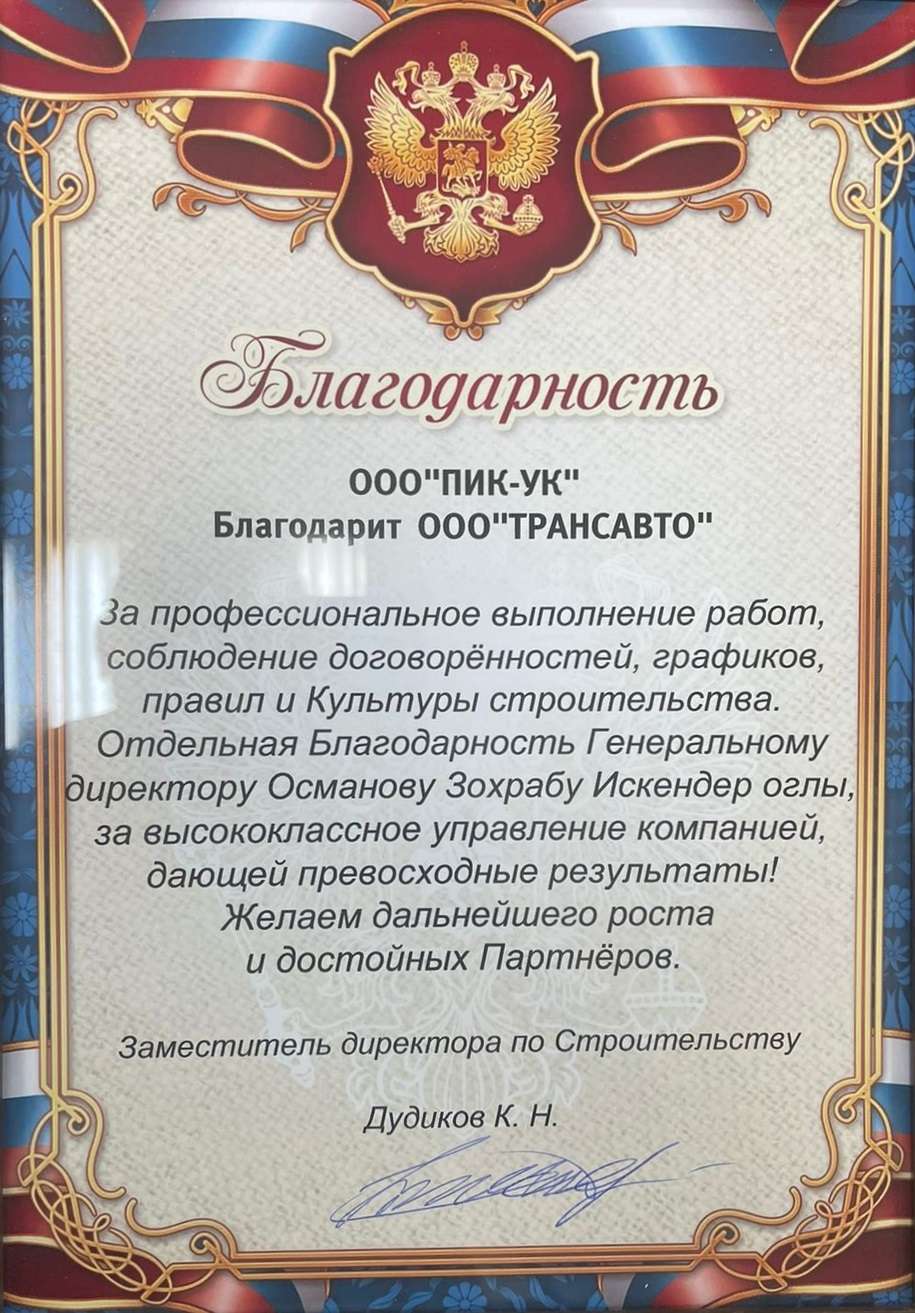 Благодарность
ООО"ПИК-УК"
Благодарит ООО"ТРАНСАВТО"
За профессиональное выполнение работ,
соблюдение договорённостей, графиков,
правил и Культуры строительства.
Отдельная Благодарность Генеральному
директору Османову Зохрабу Искендер оглы,
за высококлассное управление компанией,
дающей превосходные результаты!
Желаем дальнейшего роста
и достойных Партнёров.
Заместитель директора по Строительству
Дудиков К. Н.